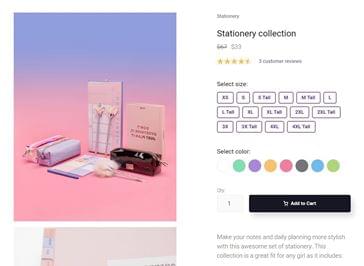 Stationery
Stationery collection
$67 $33
3 customer reviews
Select size:
XS S S Tall M M Tall L
L Tall XL XL Tall 2XL 2XL Tall
3X 3X Tall 4XL 4XL Tall
Select color:
Qty:
1
Add to Cart
Make your notes and daily planning more stylish
with this awesome set of stationery. This
collection is a great fit for any girl as it includes: